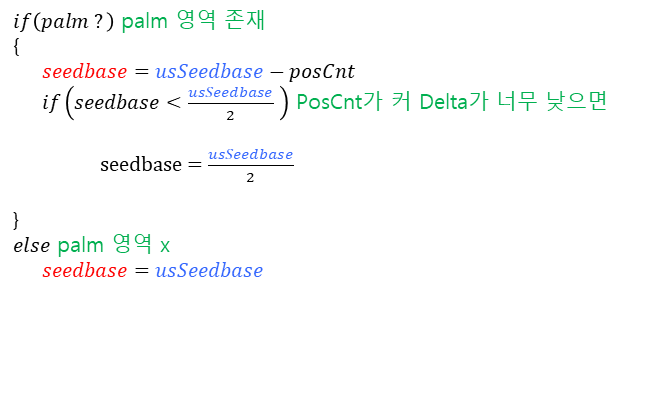 if(palm ?) palm 영역 존재
{
seedbase = usSeedbase − posCnt
if (seedbase < usSeedbase/2) PosCnt가 커 Delta가 너무 낮으면
seedbase = usSeedbase/2
}
else palm 영역 x
seedbase = usSeedbase